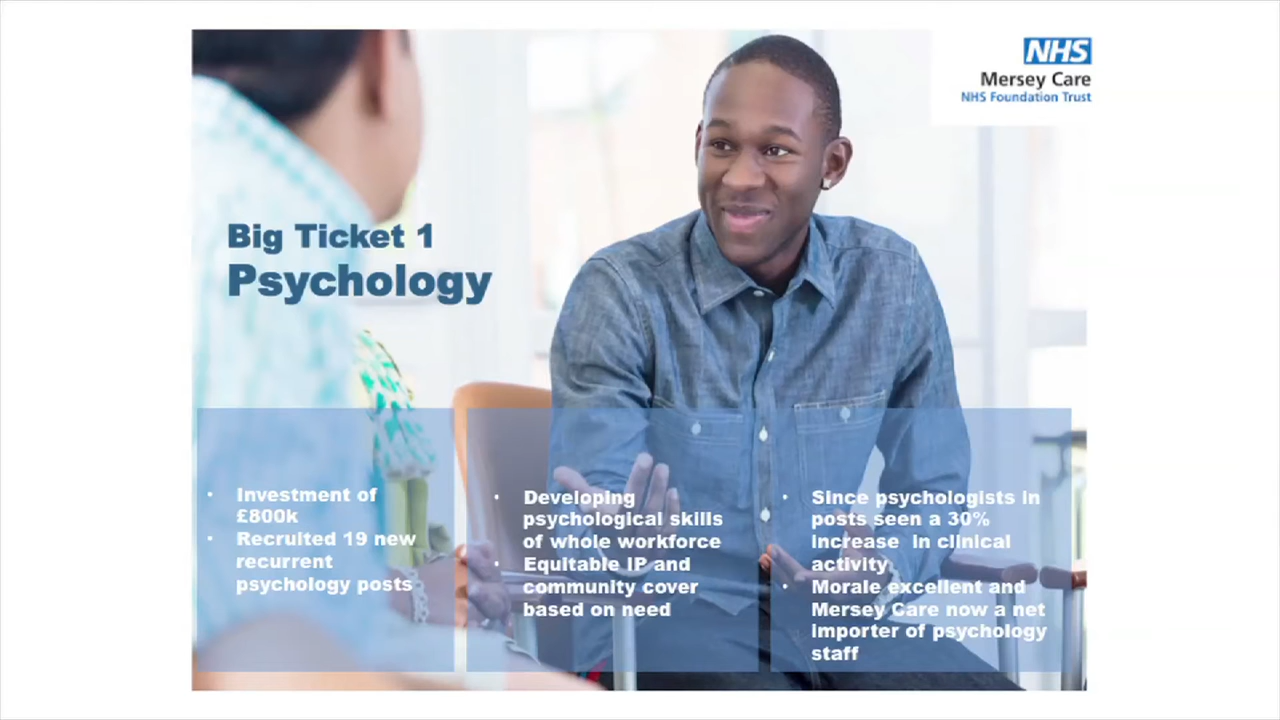 NHS
Mersey Care
NHS Foundation Trust
Big Ticket 1
Psychology
• Investment of
£800k
• Recruited 19 new
recurrent
psychology posts
• Developing
psychological skills
of whole workforce
• Equitable IP and
community cover
based on need
• Since psychologists in
posts seen a 30%
increase in clinical
activity
• Morale excellent and
Mersey Care now a net
importer of psychology
staff